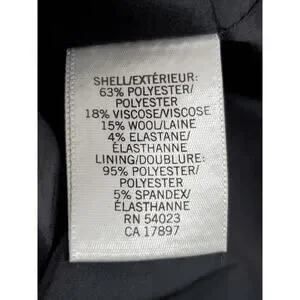 SHELL/EXTÉRIEUR:
63% POLYESTER/
POLYESTER
18% VISCOSE/VISCOSE
15% WOOL/LAINE
4% ELASTANE/
ÉLASTHANNE
LINING/DOUBLURE:
95% POLYESTER/
POLYESTER
5% SPANDEX/
ÉLASTHANNE
RN 54023
CA 17897